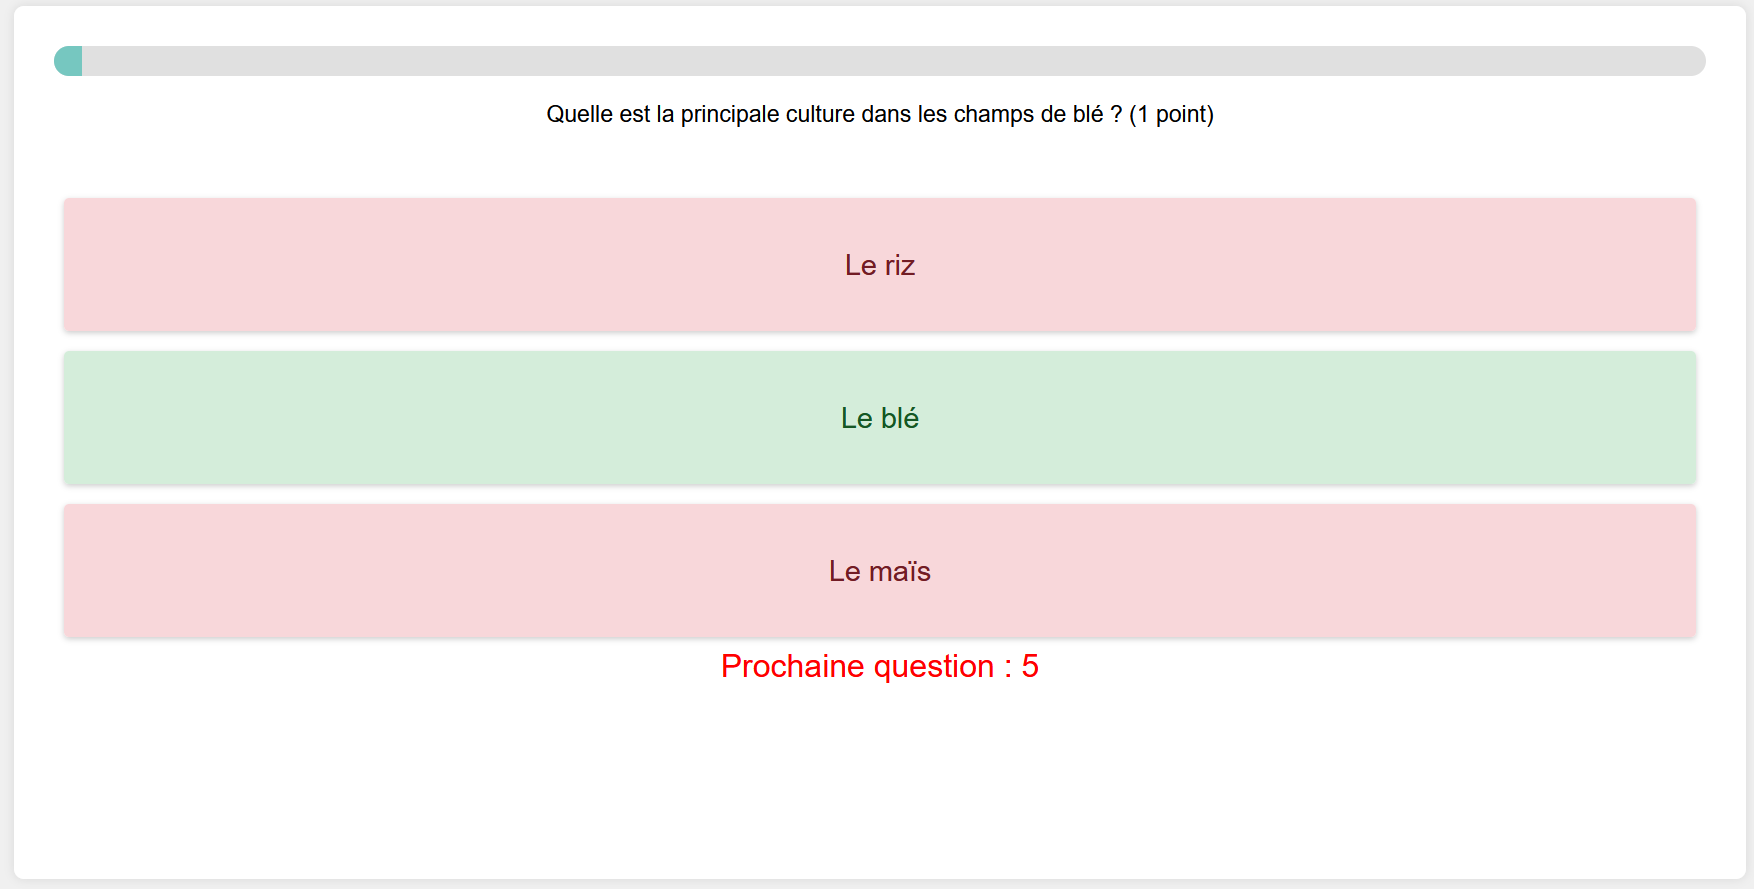 Quelle est la principale culture dans les champs de blé ? (1 point)
Le riz
Le blé
Le maïs
Prochaine question : 5